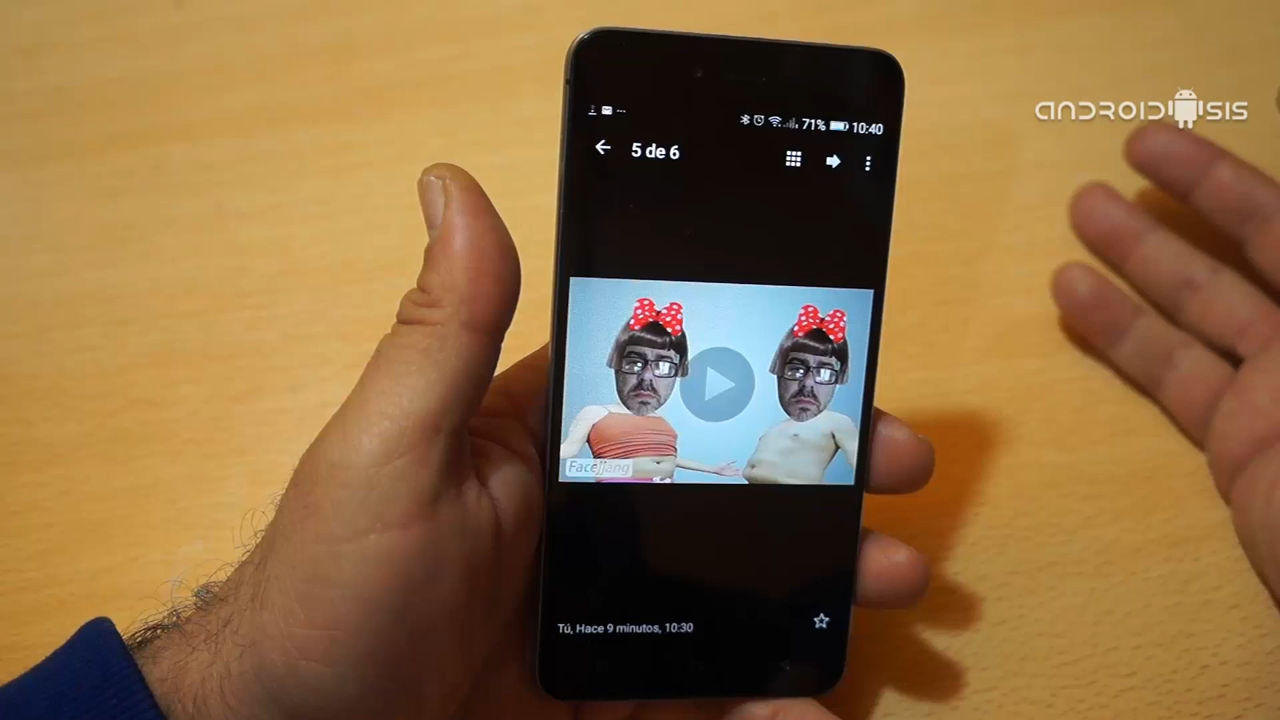 ANDROIDSIS
71% 10:40
5 de 6
Facejjang
Tú, Hace 9 minutos, 10:30